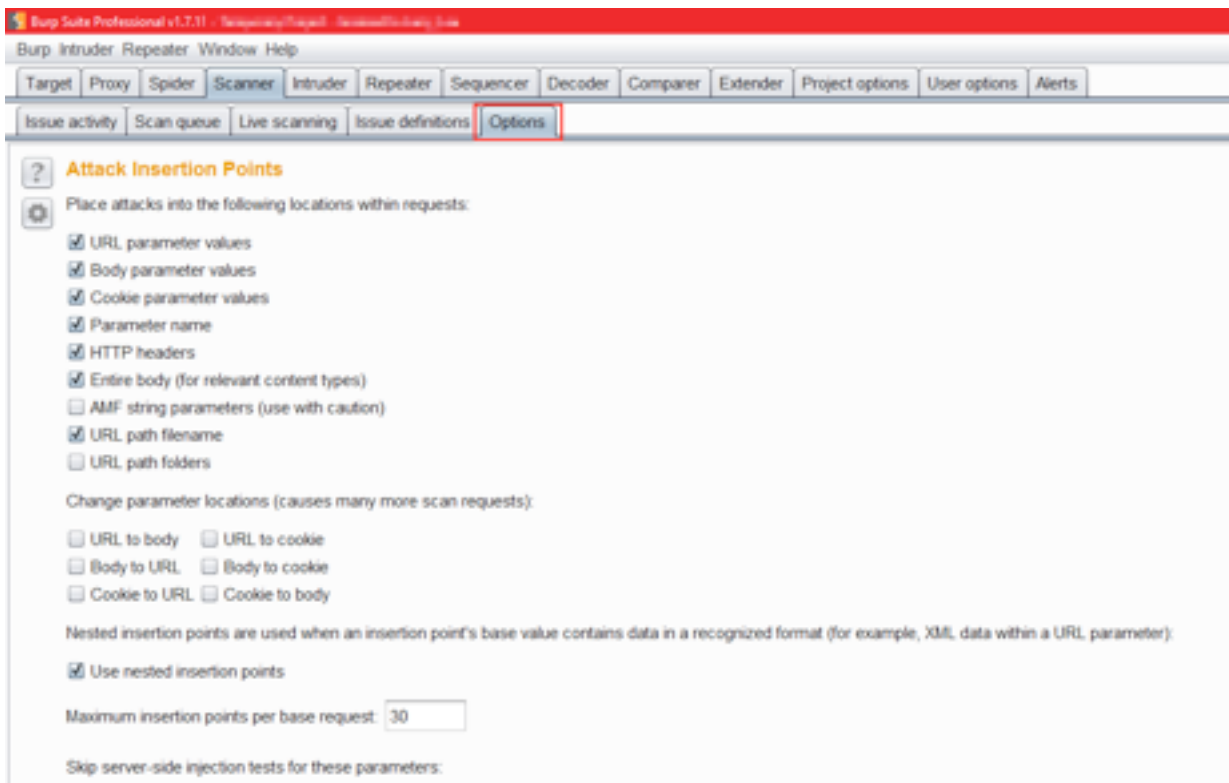 Burp Suite Professional v1.7.11 -
Burp Intruder Repeater Window Help
Target Proxy Spider Scanner Intruder Repeater Sequencer Decoder Comparer Extender Project options User options Alerts
Issue activity Scan queue Live scanning Issue definitions Options
? Attack Insertion Points
Place attacks into the following locations within requests:
URL parameter values
Body parameter values
Cookie parameter values
Parameter name
HTTP headers
Entire body (for relevant content types)
AMF string parameters (use with caution)
URL path filename
URL path folders
Change parameter locations (causes many more scan requests):
URL to body URL to cookie
Body to URL Body to cookie
Cookie to URL Cookie to body
Nested insertion points are used when an insertion point's base value contains data in a recognized format (for example, XML data within a URL parameter):
Use nested insertion points
Maximum insertion points per base request: 30
Skip server-side injection tests for these parameters: